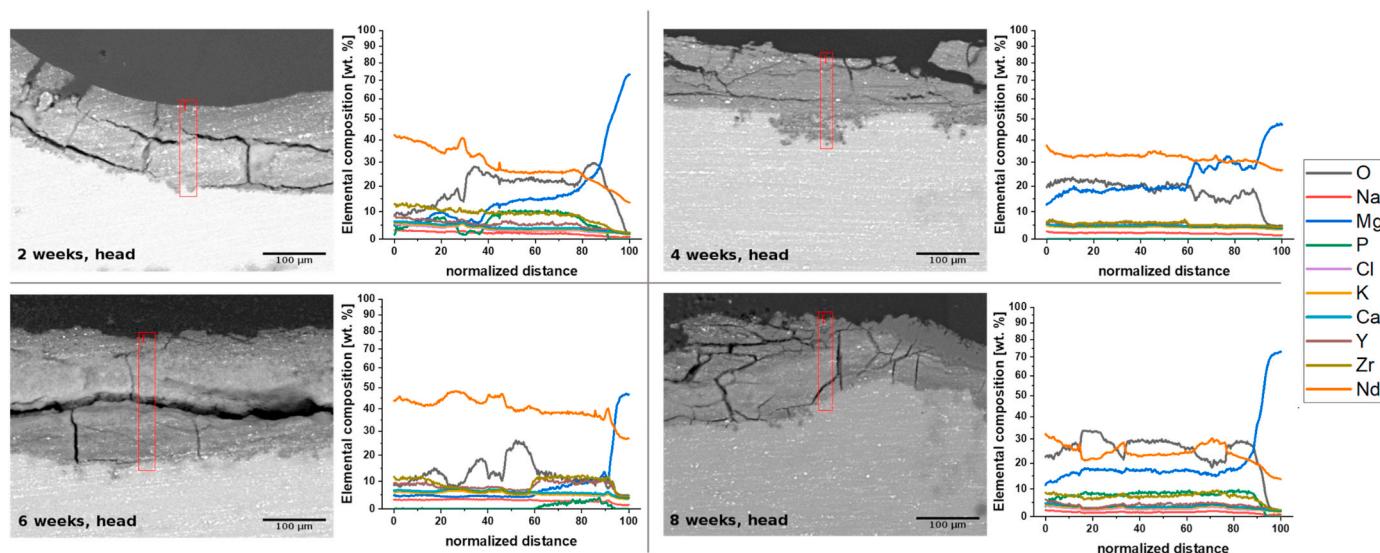 2 weeks, head
100 µm
Elemental composition [wt. %]
100
90
80
70
60
50
40
30
20
10
0
0 20 40 60 80 100
normalized distance
4 weeks, head
100 µm
Elemental composition [wt. %]
100
90
80
70
60
50
40
30
20
10
0
0 20 40 60 80 100
normalized distance
O
Na
Mg
P
Cl
K
Ca
Y
Zr
Nd
6 weeks, head
100 µm
Elemental composition [wt. %]
100
90
80
70
60
50
40
30
20
10
0
0 20 40 60 80 100
normalized distance
8 weeks, head
100 µm
Elemental composition [wt. %]
100
90
80
70
60
50
40
30
20
10
0
0 20 40 60 80 100
normalized distance